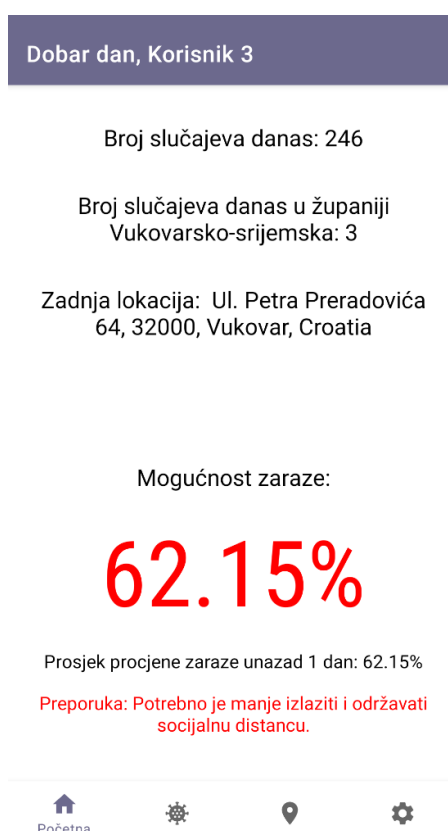 Dobar dan, Korisnik 3
Broj slučajeva danas: 246
Broj slučajeva danas u županiji
Vukovarsko-srijemska: 3
Zadnja lokacija:  Ul. Petra Preradovića
64, 32000, Vukovar, Croatia
Mogućnost zaraze:
62.15%
Prosjek procjene zaraze unazad 1 dan: 62.15%
Preporuka: Potrebno je manje izlaziti i održavati
socijalnu distancu.
Početna